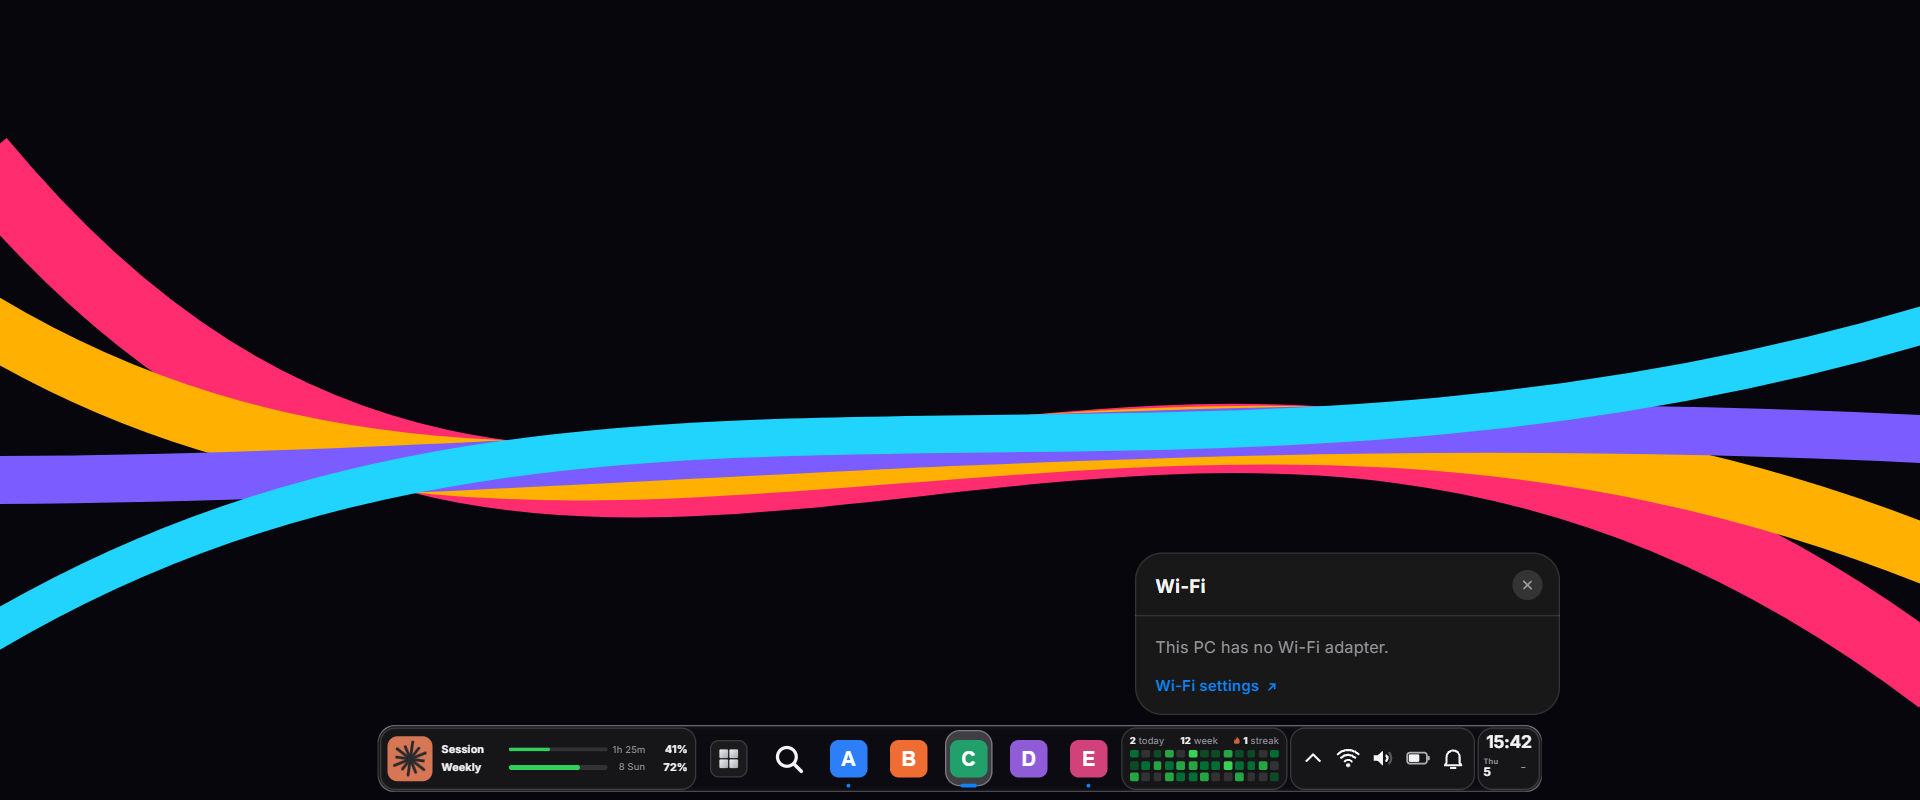 Wi-Fi
This PC has no Wi-Fi adapter.
Wi-Fi settings ↗
Session 1h 25m 41%
Weekly 8 Sun 72%
A
B
C
D
E
2 today 12 week 1 streak
15:42
Thu
5 –